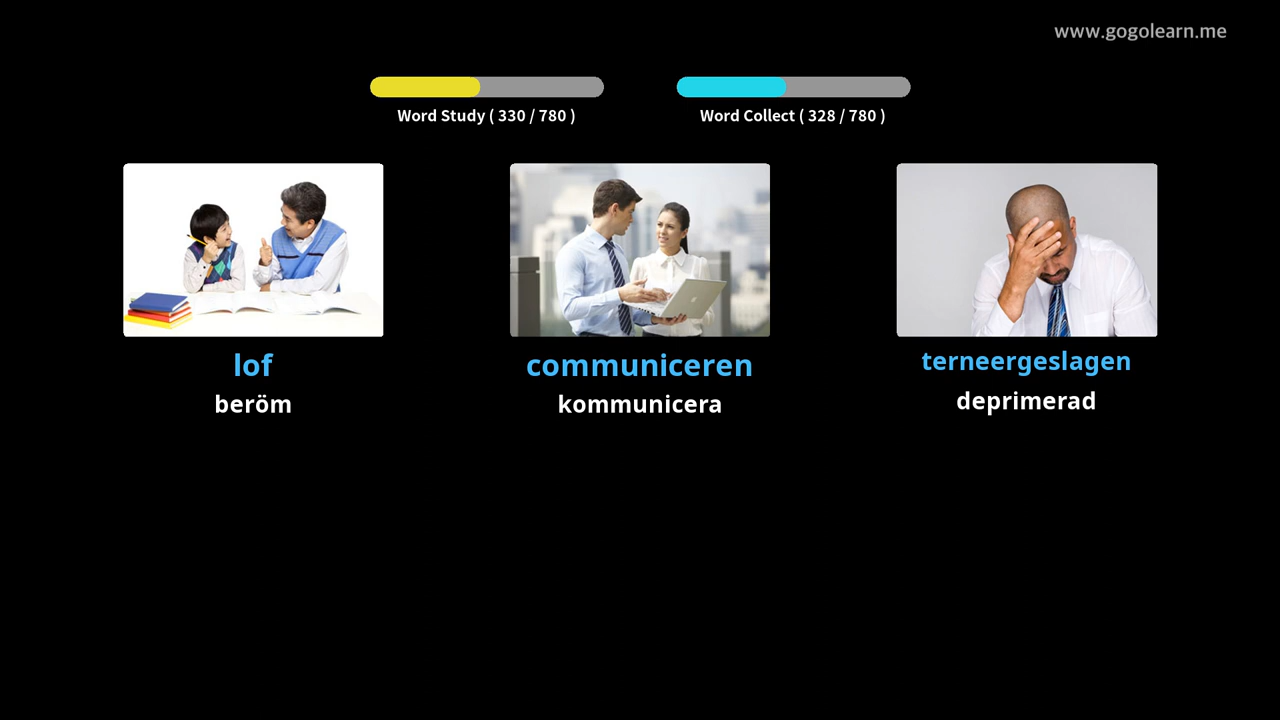 www.gogolearn.me
Word Study ( 330 / 780 )
Word Collect ( 328 / 780 )
lof
beröm
communiceren
kommunicera
terneergeslagen
deprimerad